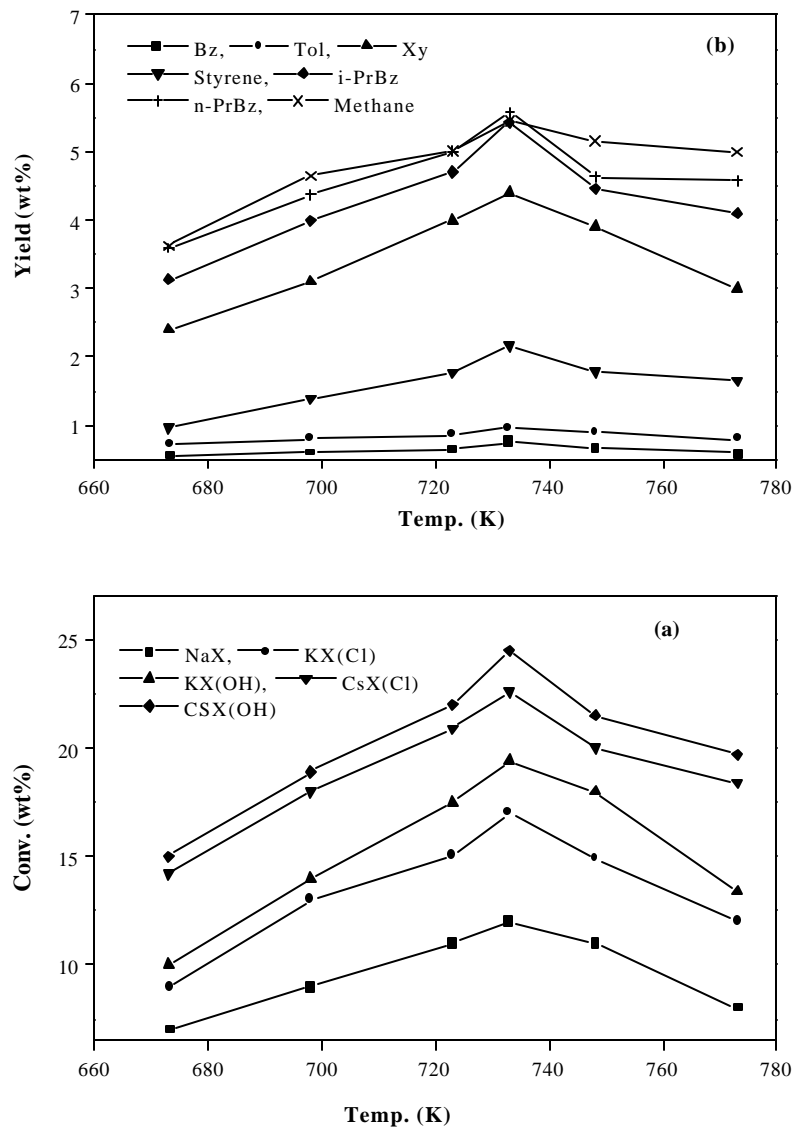 7
6
5
4
3
2
1
Yield (wt%)
Bz, Tol, Xy
Styrene, i-PrBz
n-PrBz, Methane
(b)
660 680 700 720 740 760 780
Temp. (K)
25
20
15
10
Conv. (wt%)
NaX, KX(Cl)
KX(OH), CsX(Cl)
CSX(OH)
(a)
660 680 700 720 740 760 780
Temp. (K)